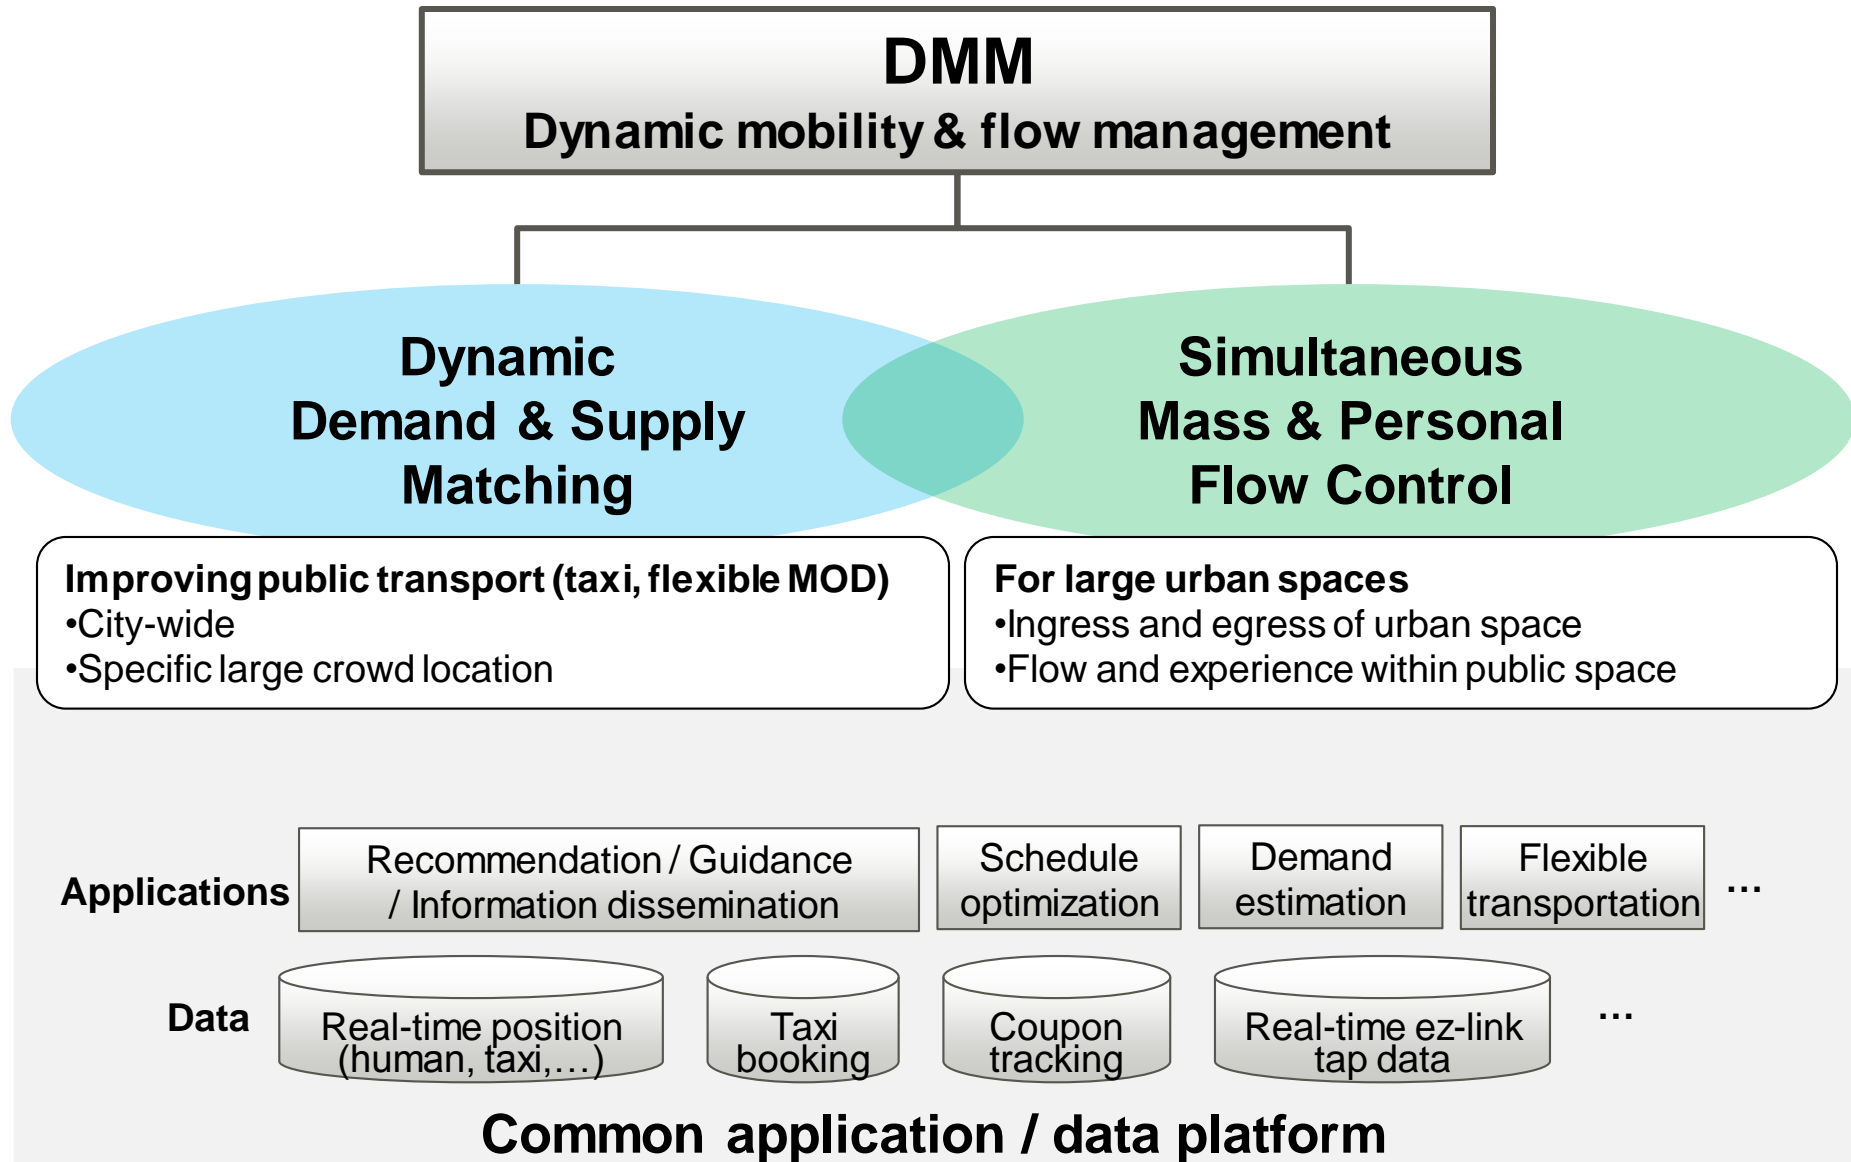 DMM
Dynamic mobility & flow management
Dynamic
Demand & Supply
Matching
Simultaneous
Mass & Personal
Flow Control
Improving public transport (taxi, flexible MOD)
•City-wide
•Specific large crowd location
For large urban spaces
•Ingress and egress of urban space
•Flow and experience within public space
Applications
Recommendation / Guidance
/ Information dissemination
Schedule
optimization
Demand
estimation
Flexible
transportation
...
Data
Real-time position
(human, taxi,…)
Taxi
booking
Coupon
tracking
Real-time ez-link
tap data
...
Common application / data platform